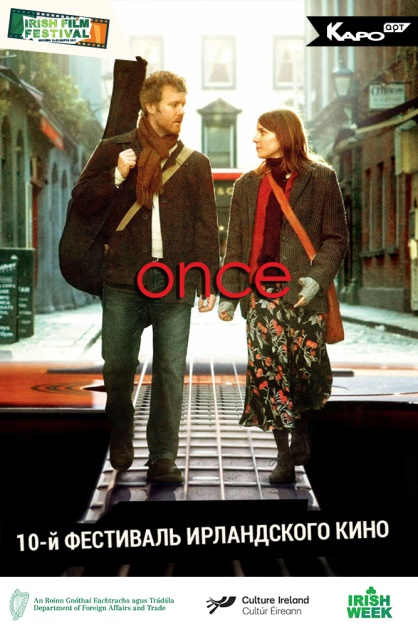 IRISH FILM
FESTIVAL
КАРО АРТ
once
10-й ФЕСТИВАЛЬ ИРЛАНДСКОГО КИНО
An Roinn Gnóthaí Eachtracha agus Trádála
Department of Foreign Affairs and Trade
Culture Ireland
Cultúr Éireann
IRISH
WEEK